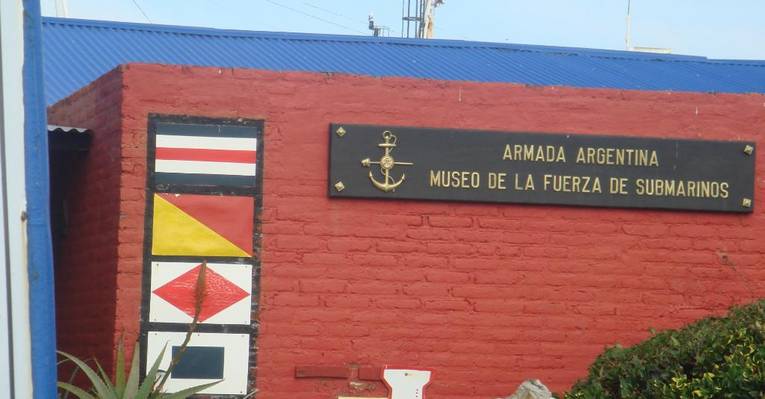 ARMADA ARGENTINA
MUSEO DE LA FUERZA DE SUBMARINOS